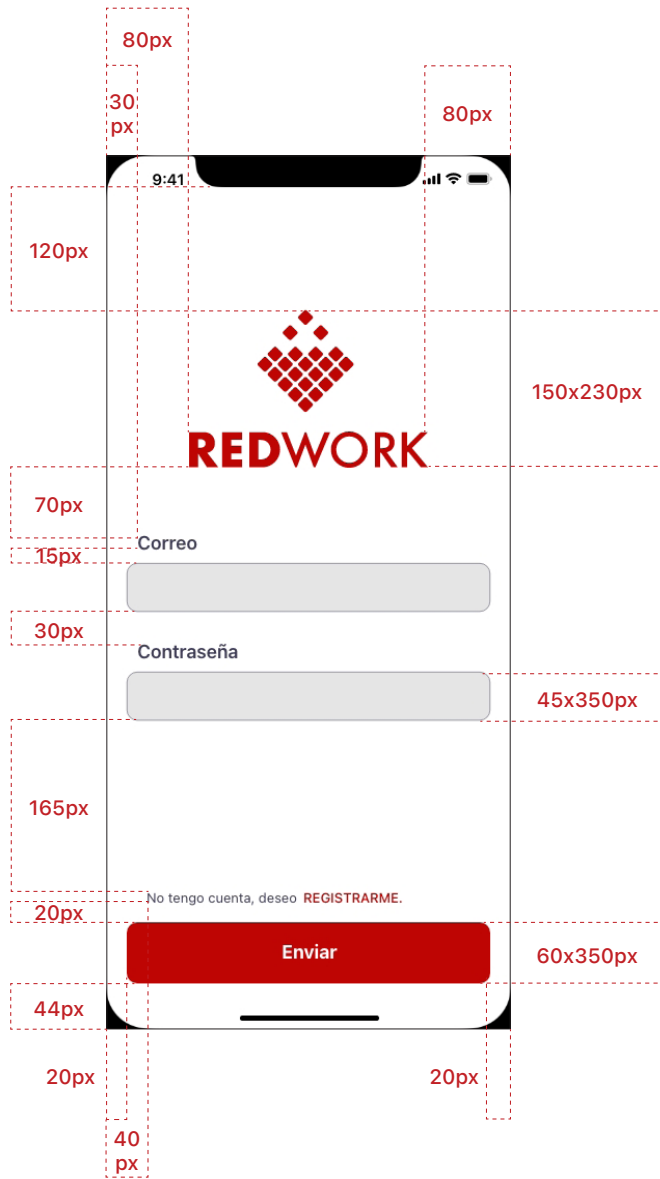 80px
30
px
80px
9:41
120px
150x230px
REDWORK
70px
Correo
15px
30px
Contraseña
45x350px
165px
No tengo cuenta, deseo REGISTRARME.
20px
Enviar
60x350px
44px
20px
20px
40
px